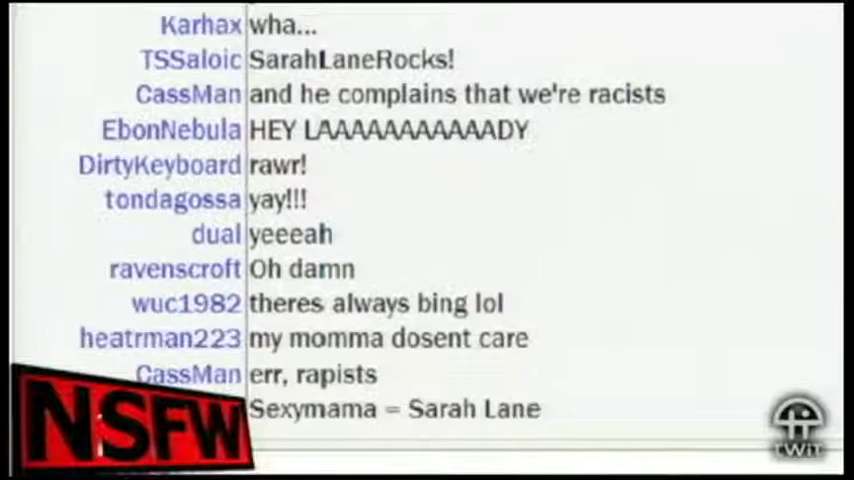 Karhax wha...
TSSaloic SarahLaneRocks!
CassMan and he complains that we're racists
EbonNebula HEY LAAAAAAAAAAADY
DirtyKeyboard rawr!
tondagossa yay!!!
dual yeeeah
ravenscroft Oh damn
wuc1982 theres always bing lol
heatrman223 my momma dosent care
CassMan err, rapists
Sexymama = Sarah Lane
NSFW
TWiT